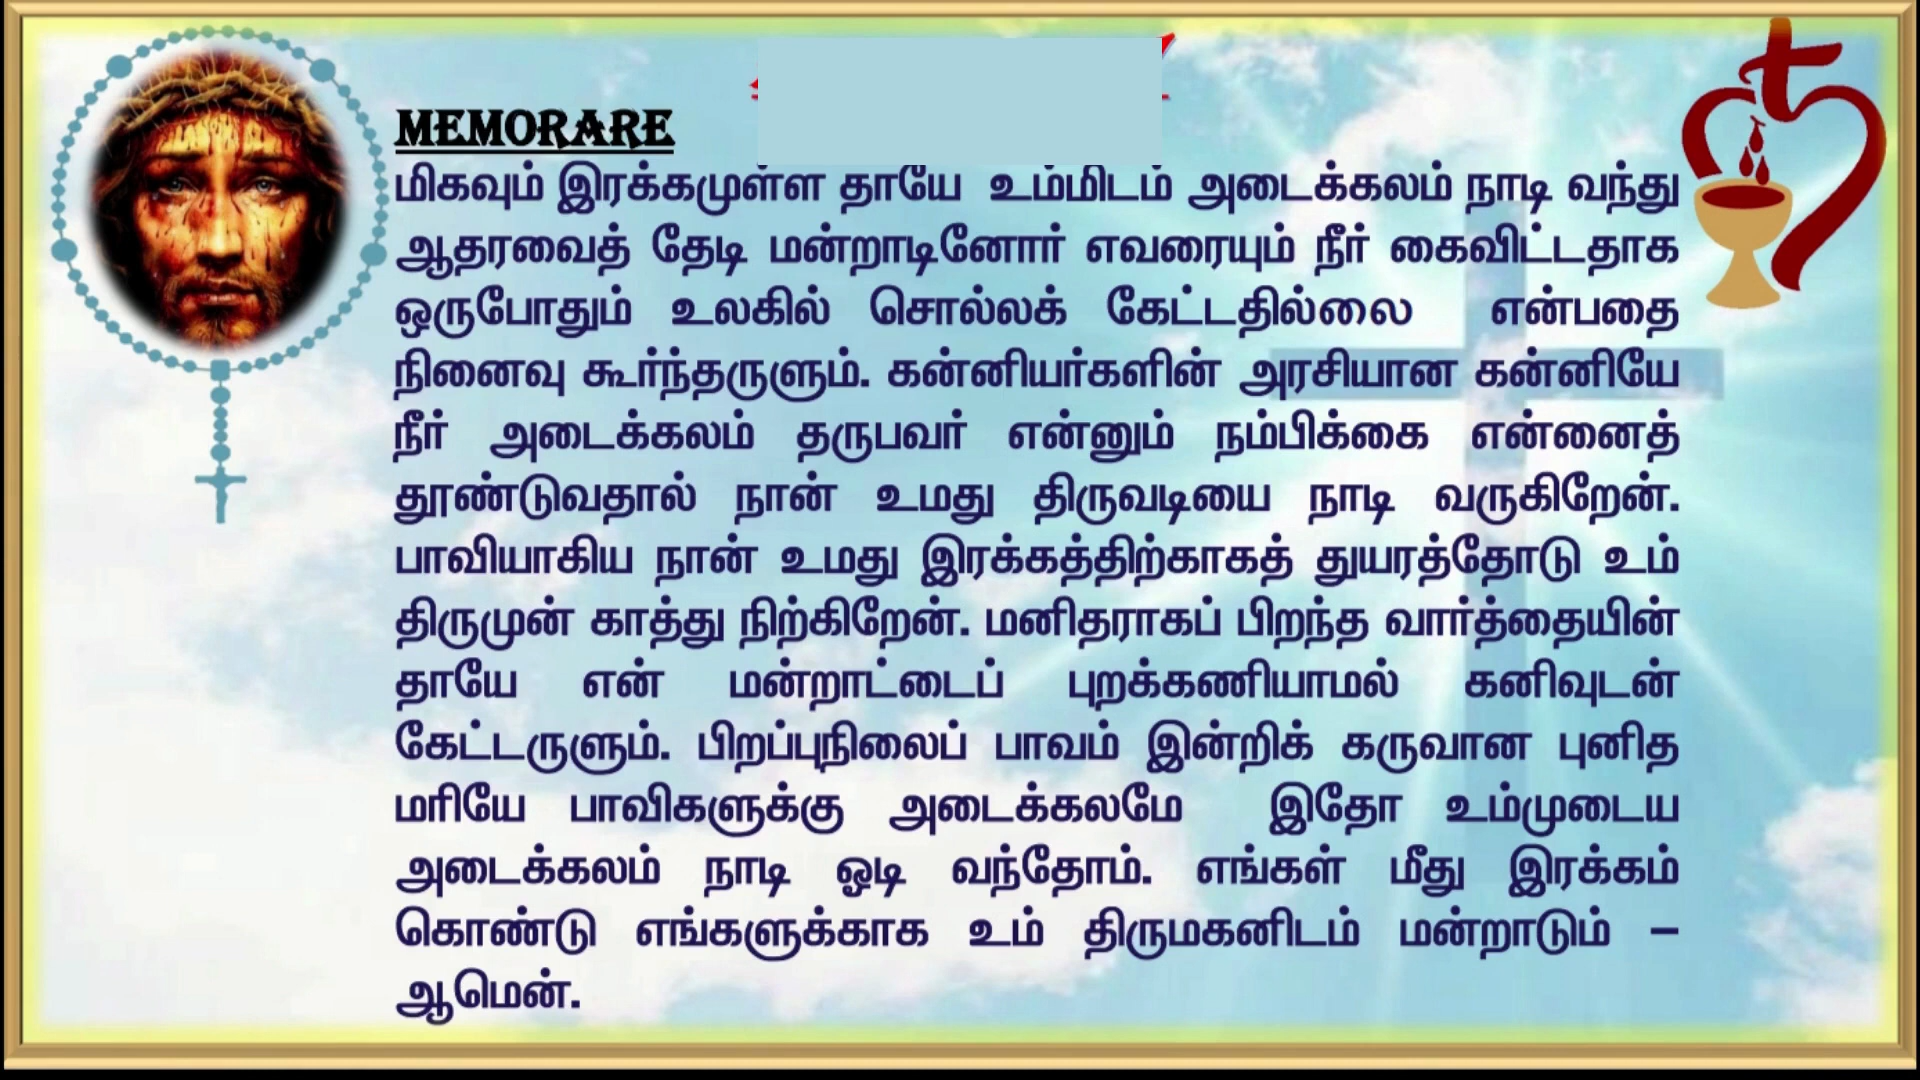 MEMORARE
மிகவும் இரக்கமுள்ள தாயே உம்மிடம் அடைக்கலம் நாடி வந்து
ஆதரவைத் தேடி மன்றாடினோர் எவரையும் நீர் கைவிட்டதாக
ஒருபோதும் உலகில் சொல்லக் கேட்டதில்லை என்பதை
நினைவு கூர்ந்தருளும். கன்னியர்களின் அரசியான கன்னியே
நீர் அடைக்கலம் தருபவர் என்னும் நம்பிக்கை என்னைத்
தூண்டுவதால் நான் உமது திருவடியை நாடி வருகிறேன்.
பாவியாகிய நான் உமது இரக்கத்திற்காகத் துயரத்தோடு உம்
திருமுன் காத்து நிற்கிறேன். மனிதராகப் பிறந்த வார்த்தையின்
தாயே என் மன்றாட்டைப் புறக்கணியாமல் கனிவுடன்
கேட்டருளும். பிறப்புநிலைப் பாவம் இன்றிக் கருவான புனித
மரியே பாவிகளுக்கு அடைக்கலமே இதோ உம்முடைய
அடைக்கலம் நாடி ஓடி வந்தோம். எங்கள் மீது இரக்கம்
கொண்டு எங்களுக்காக உம் திருமகனிடம் மன்றாடும் –
ஆமென்.